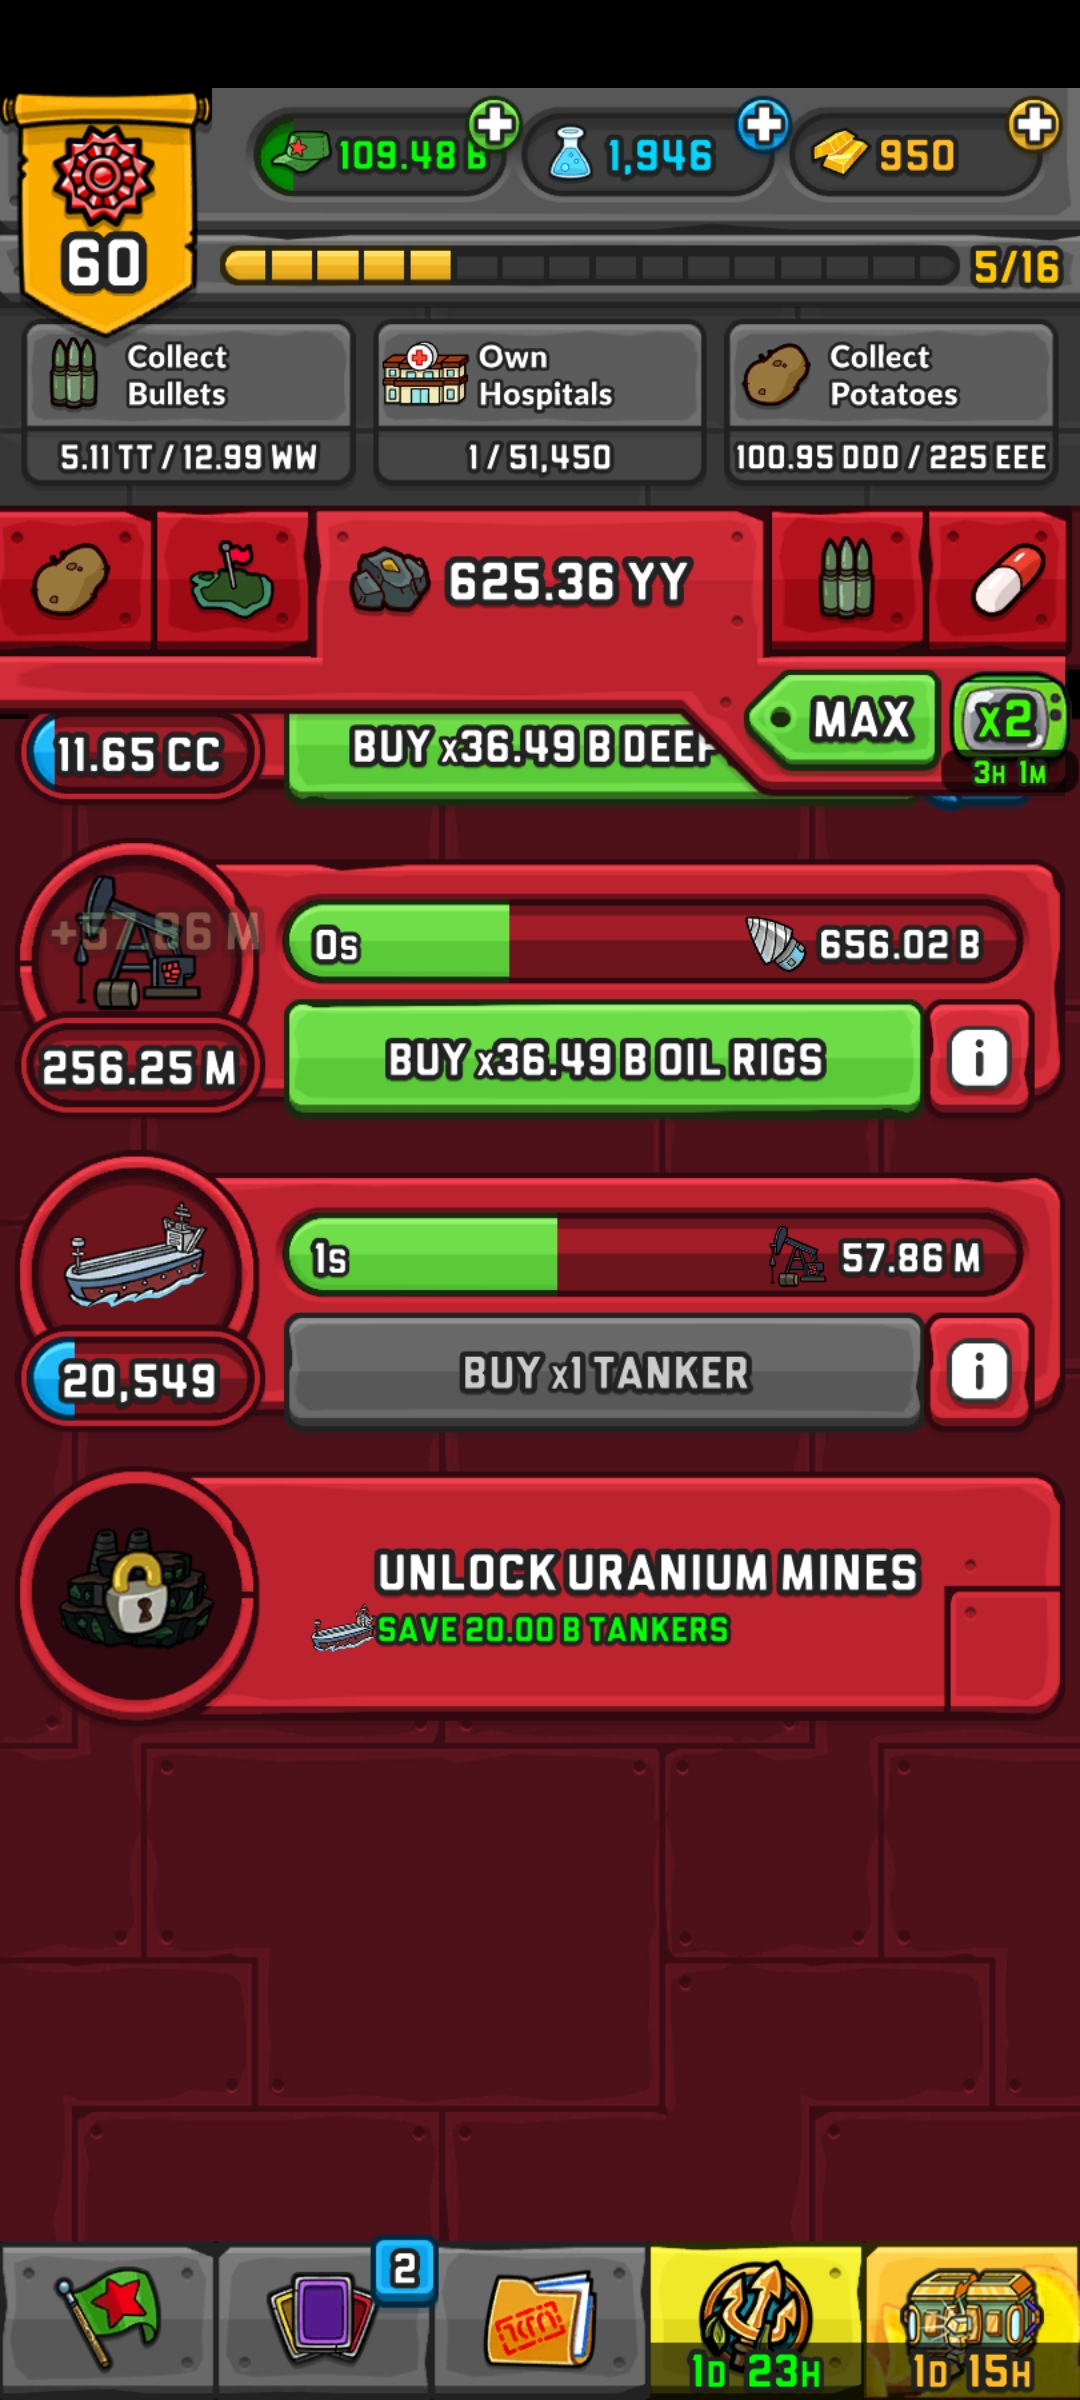 109.48 B
1,946
950
60
5/16
Collect
Bullets
5.11 TT / 12.99 WW
Own
Hospitals
1 / 51,450
Collect
Potatoes
100.95 DDD / 225 EEE
625.36 YY
MAX
x2
3H 1M
11.65 CC
BUY x36.49 B DEEP
+57.86 M
0s
656.02 B
256.25 M
BUY x36.49 B OIL RIGS
i
1s
57.86 M
20,549
BUY x1 TANKER
i
UNLOCK URANIUM MINES
SAVE 20.00 B TANKERS
2
1D 23H
1D 15H